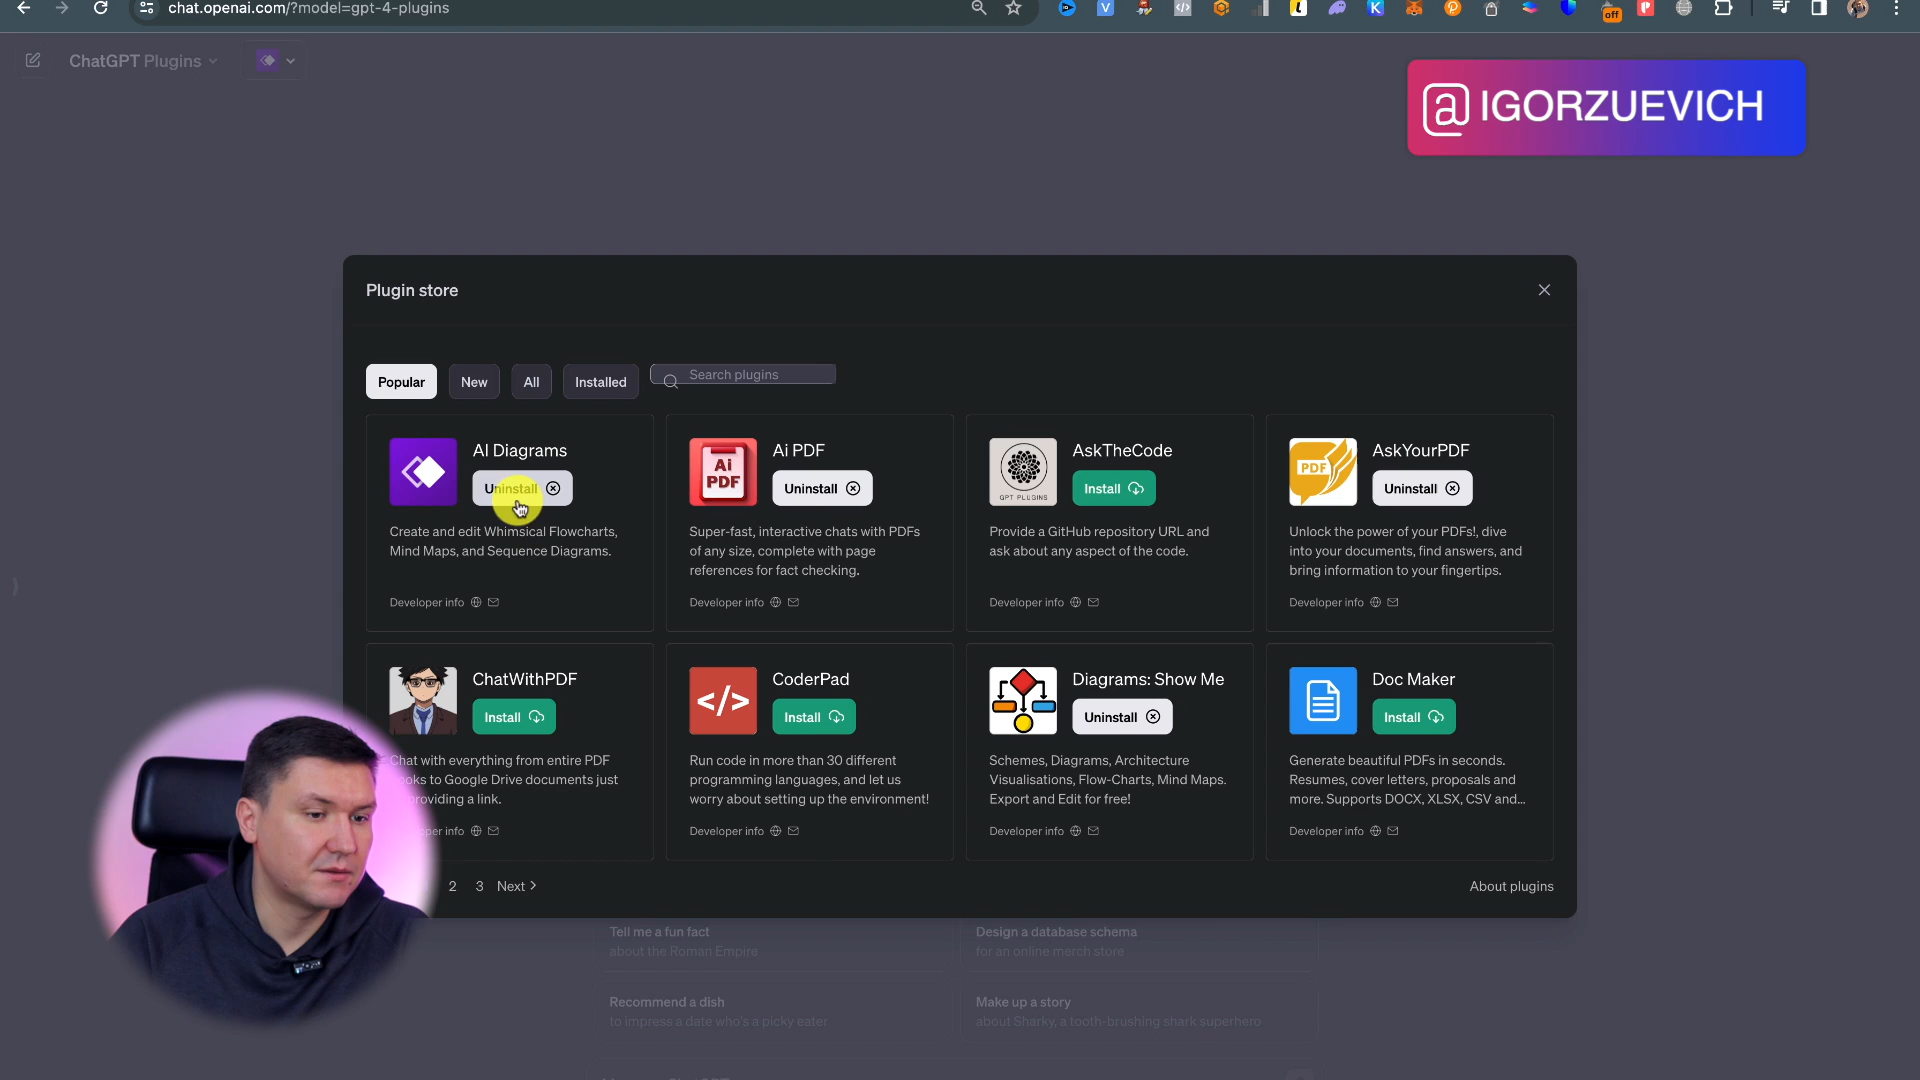 chat.openai.com/?model=gpt-4-plugins
off
ChatGPT Plugins
@IGORZUEVICH
Plugin store
Popular
New
All
Installed
Search plugins
AI Diagrams
Uninstall
Create and edit Whimsical Flowcharts,
Mind Maps, and Sequence Diagrams.
Developer info
Ai PDF
Ai
PDF
Uninstall
Super-fast, interactive chats with PDFs
of any size, complete with page
references for fact checking.
Developer info
AskTheCode
GPT PLUGINS
Install
Provide a GitHub repository URL and
ask about any aspect of the code.
Developer info
AskYourPDF
PDF
Uninstall
Unlock the power of your PDFs!, dive
into your documents, find answers, and
bring information to your fingertips.
Developer info
ChatWithPDF
Install
Chat with everything from entire PDF
to Google Drive documents just
providing a link.
info
CoderPad
</>
Install
Run code in more than 30 different
programming languages, and let us
worry about setting up the environment!
Developer info
Diagrams: Show Me
Uninstall
Schemes, Diagrams, Architecture
Visualisations, Flow-Charts, Mind Maps.
Export and Edit for free!
Developer info
Doc Maker
Install
Generate beautiful PDFs in seconds.
Resumes, cover letters, proposals and
more. Supports DOCX, XLSX, CSV and...
Developer info
2 3 Next
About plugins
Tell me a fun fact
about the Roman Empire
Design a database schema
for an online merch store
Recommend a dish
to impress a date who's a picky eater
Make up a story
about Sharky, a tooth-brushing shark superhero